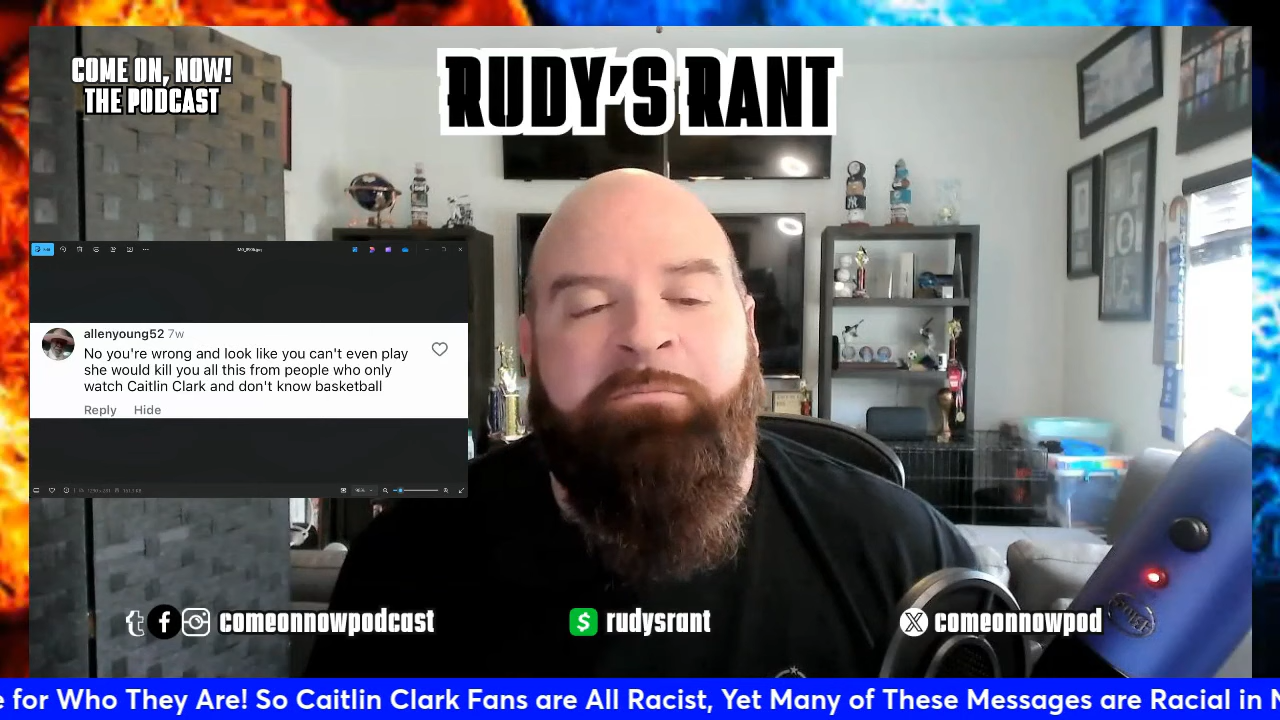 COME ON, NOW!
THE PODCAST
RUDY'S RANT
allenyoung52 7w
No you're wrong and look like you can't even play
she would kill you all this from people who only
watch Caitlin Clark and don't know basketball
Reply Hide
comeonnowpodcast
$ rudysrant
comeonnowpod
e for Who They Are! So Caitlin Clark Fans are All Racist, Yet Many of These Messages are Racial in N